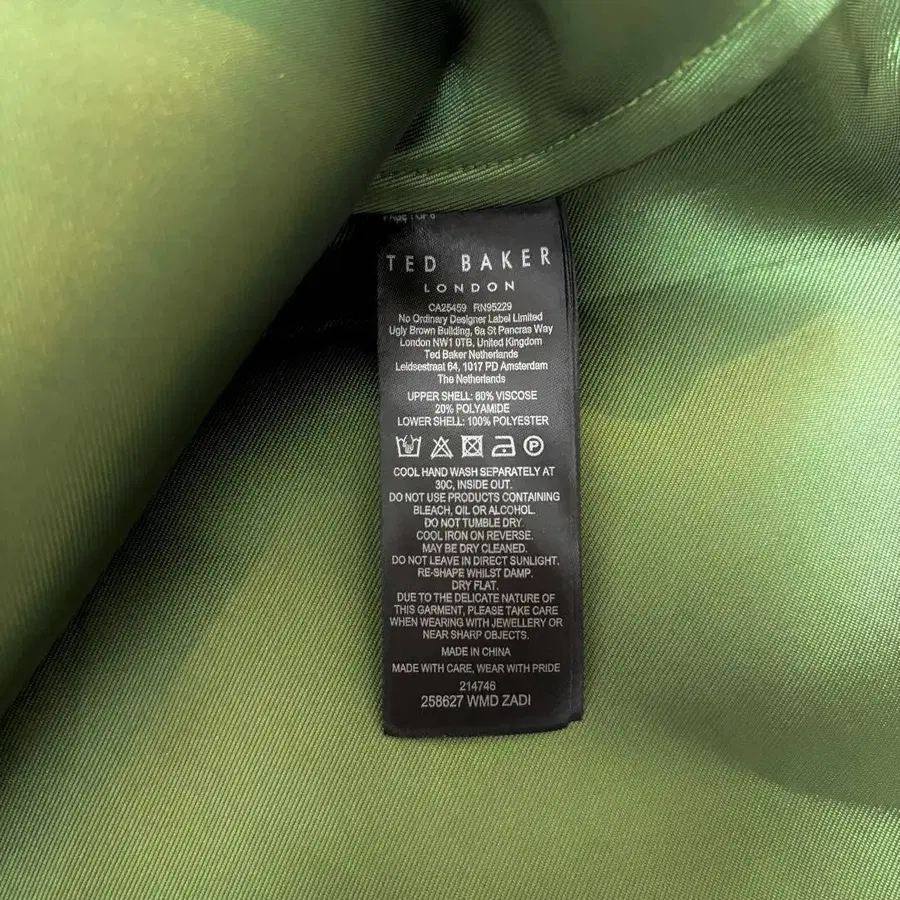 PAGE 1 OF 6
TED BAKER
LONDON
CA25459 RN95229
No Ordinary Designer Label Limited
Ugly Brown Building, 6a St Pancras Way
London NW1 0TB, United Kingdom
Ted Baker Netherlands
Leidsestraat 64, 1017 PD Amsterdam
The Netherlands
UPPER SHELL: 80% VISCOSE
20% POLYAMIDE
LOWER SHELL: 100% POLYESTER
P
COOL HAND WASH SEPARATELY AT
30C, INSIDE OUT.
DO NOT USE PRODUCTS CONTAINING
BLEACH, OIL OR ALCOHOL.
DO NOT TUMBLE DRY.
COOL IRON ON REVERSE.
MAY BE DRY CLEANED.
DO NOT LEAVE IN DIRECT SUNLIGHT.
RE-SHAPE WHILST DAMP.
DRY FLAT.
DUE TO THE DELICATE NATURE OF
THIS GARMENT, PLEASE TAKE CARE
WHEN WEARING WITH JEWELLERY OR
NEAR SHARP OBJECTS.
MADE IN CHINA
MADE WITH CARE, WEAR WITH PRIDE
214746
258627 WMD ZADI